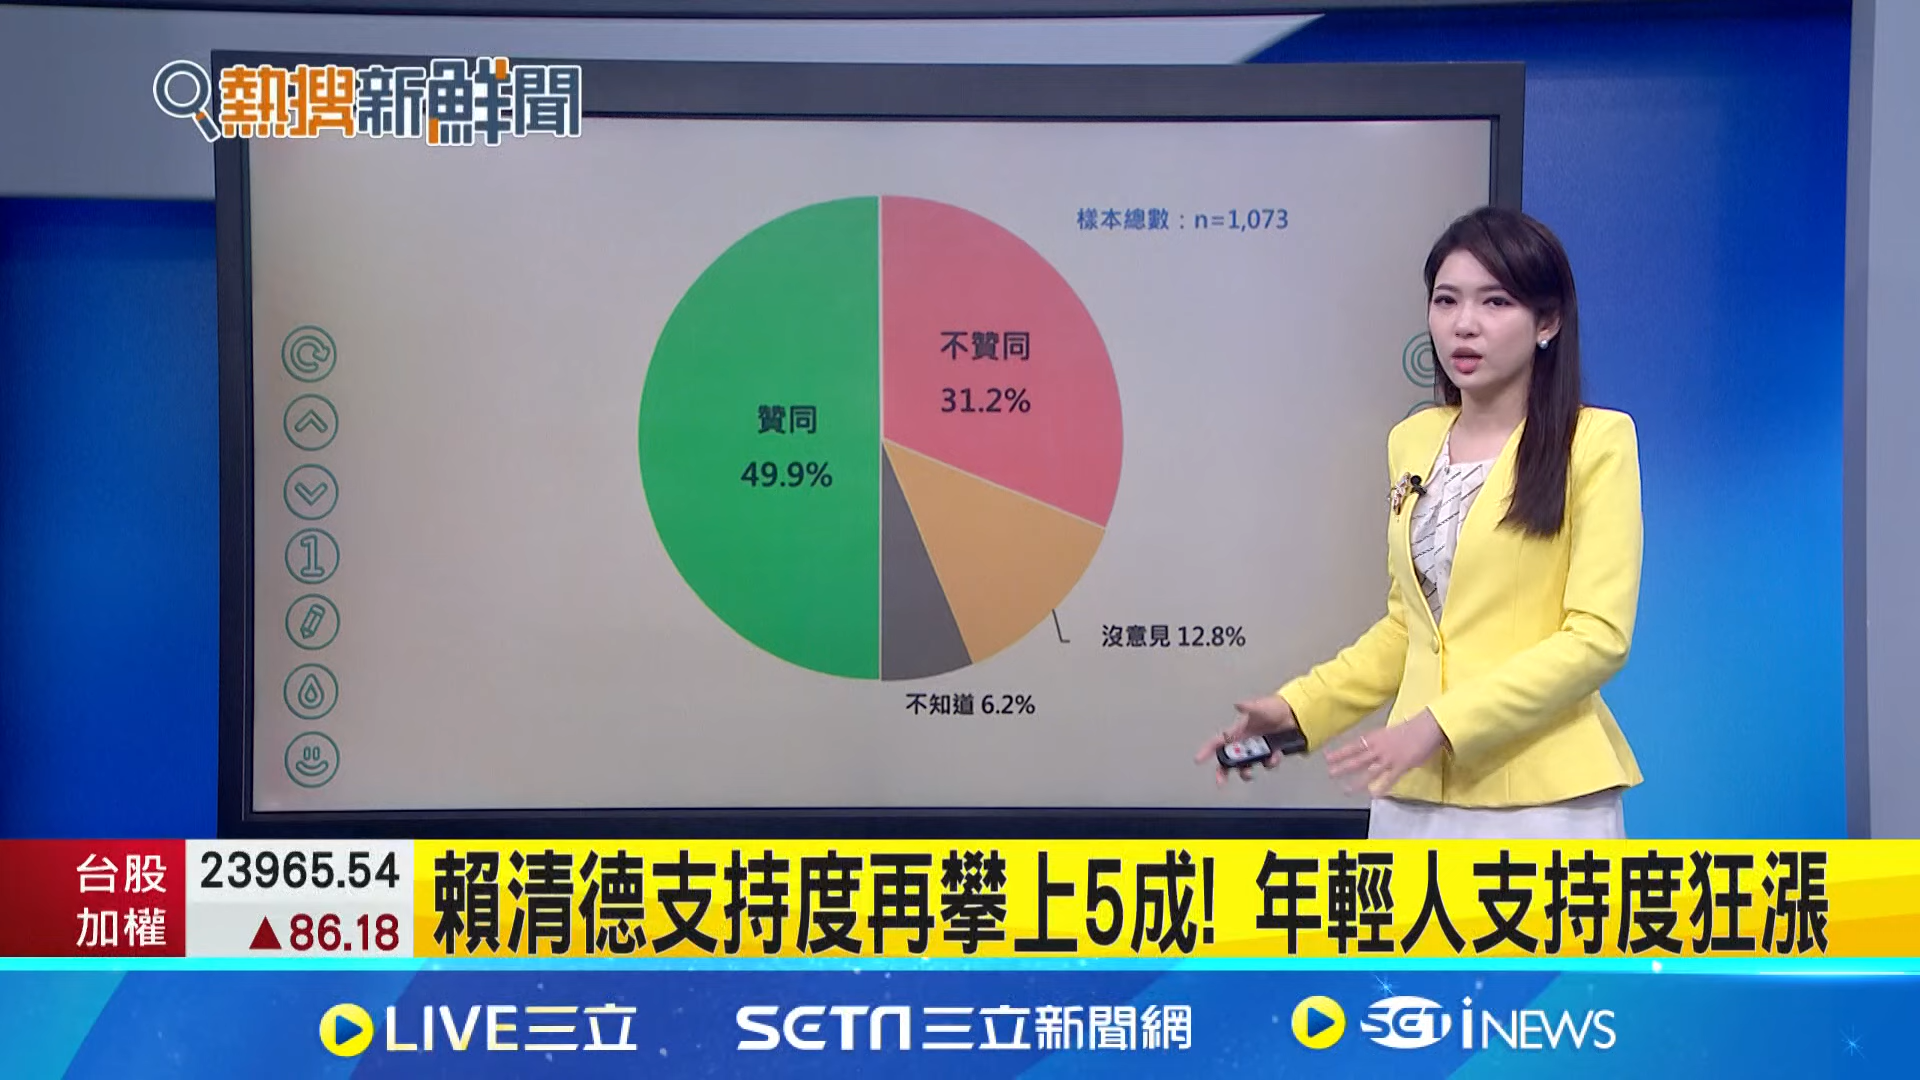 熱搜新鮮聞
樣本總數：n=1,073
不贊同
31.2%
贊同
49.9%
沒意見 12.8%
不知道 6.2%
1
台股
加權
23965.54
▲86.18
賴清德支持度再攀上5成! 年輕人支持度狂漲
LIVE三立
SETN三立新聞網
SETiNEWS